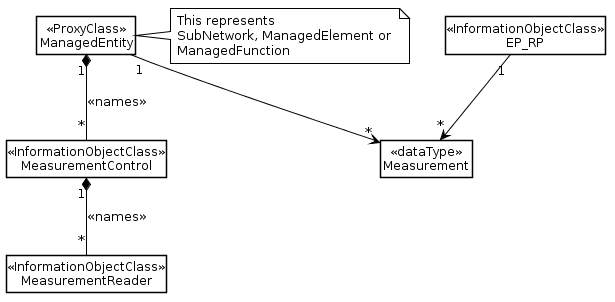 «ProxyClass»
ManagedEntity
This represents
SubNetwork, ManagedElement or
ManagedFunction
«InformationObjectClass»
EP_RP
1
1
1
«names»
*
*
*
«InformationObjectClass»
MeasurementControl
«dataType»
Measurement
1
«names»
*
«InformationObjectClass»
MeasurementReader